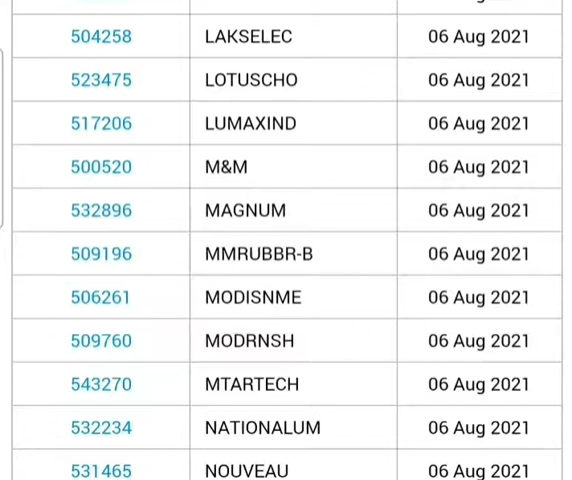 504258 LAKSELEC 06 Aug 2021
523475 LOTUSCHO 06 Aug 2021
517206 LUMAXIND 06 Aug 2021
500520 M&M 06 Aug 2021
532896 MAGNUM 06 Aug 2021
509196 MMRUBBR-B 06 Aug 2021
506261 MODISNME 06 Aug 2021
509760 MODRNSH 06 Aug 2021
543270 MTARTECH 06 Aug 2021
532234 NATIONALUM 06 Aug 2021
531465 NOUVEAU 06 Aug 2021